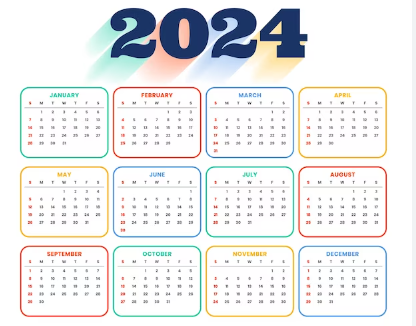 2024
JANUARY
S M T W T F S
1 2 3 4 5 6
7 8 9 10 11 12 13
14 15 16 17 18 19 20
21 22 23 24 25 26 27
28 29 30 31
FEBRUARY
S M T W T F S
1 2 3
4 5 6 7 8 9 10
11 12 13 14 15 16 17
18 19 20 21 22 23 24
25 26 27 28 29
MARCH
S M T W T F S
1 2
3 4 5 6 7 8 9
10 11 12 13 14 15 16
17 18 19 20 21 22 23
24 25 26 27 28 29 30
31
APRIL
S M T W T F S
1 2 3 4 5 6
7 8 9 10 11 12 13
14 15 16 17 18 19 20
21 22 23 24 25 26 27
28 29 30
MAY
S M T W T F S
1 2 3 4
5 6 7 8 9 10 11
12 13 14 15 16 17 18
19 20 21 22 23 24 25
26 27 28 29 30 31
JUNE
S M T W T F S
1
2 3 4 5 6 7 8
9 10 11 12 13 14 15
16 17 18 19 20 21 22
23 24 25 26 27 28 29
30
JULY
S M T W T F S
1 2 3 4 5 6
7 8 9 10 11 12 13
14 15 16 17 18 19 20
21 22 23 24 25 26 27
28 29 30 31
AUGUST
S M T W T F S
1 2 3
4 5 6 7 8 9 10
11 12 13 14 15 16 17
18 19 20 21 22 23 24
25 26 27 28 29 30 31
SEPTEMBER
S M T W T F S
1 2 3 4 5 6 7
8 9 10 11 12 13 14
15 16 17 18 19 20 21
22 23 24 25 26 27 28
29 30
OCTOBER
S M T W T F S
1 2 3 4 5
6 7 8 9 10 11 12
13 14 15 16 17 18 19
20 21 22 23 24 25 26
27 28 29 30 31
NOVEMBER
S M T W T F S
1 2
3 4 5 6 7 8 9
10 11 12 13 14 15 16
17 18 19 20 21 22 23
24 25 26 27 28 29 30
DECEMBER
S M T W T F S
1 2 3 4 5 6 7
8 9 10 11 12 13 14
15 16 17 18 19 20 21
22 23 24 25 26 27 28
29 30 31